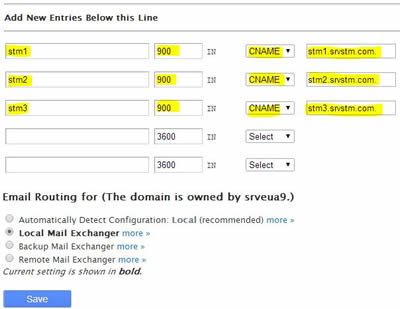 Add New Entries Below this Line
stm1 900 IN CNAME stm1.srvstm.com.
stm2 900 IN CNAME stm2.srvstm.com.
stm3 900 IN CNAME stm3.srvstm.com.
3600 IN Select
3600 IN Select
Email Routing for (The domain is owned by srveua9.)
Automatically Detect Configuration: Local (recommended) more »
Local Mail Exchanger more »
Backup Mail Exchanger more »
Remote Mail Exchanger more »
Current setting is shown in bold.
Save